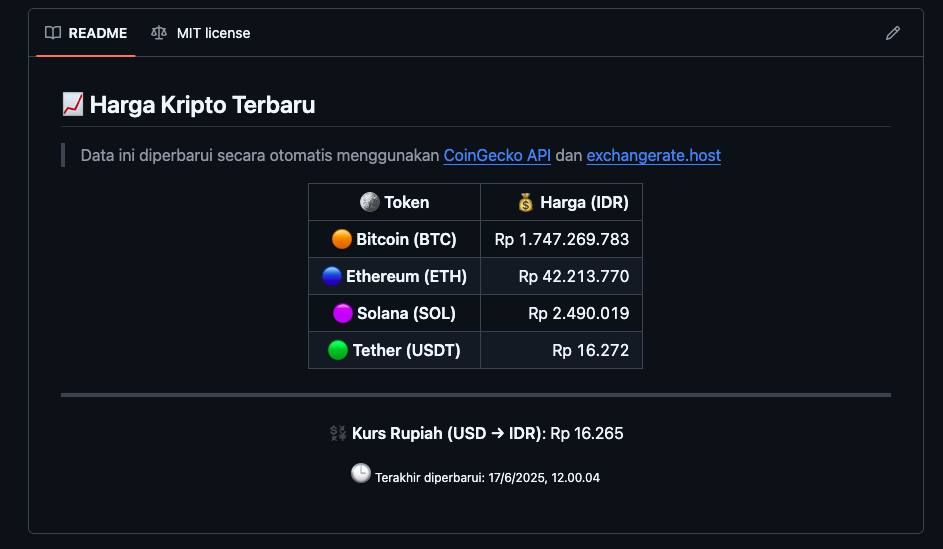 README MIT license
📈 Harga Kripto Terbaru
Data ini diperbarui secara otomatis menggunakan CoinGecko API dan exchangerate.host
🪙 Token 💰 Harga (IDR)
🟠 Bitcoin (BTC) Rp 1.747.269.783
🔵 Ethereum (ETH) Rp 42.213.770
🟣 Solana (SOL) Rp 2.490.019
🟢 Tether (USDT) Rp 16.272
💱 Kurs Rupiah (USD → IDR): Rp 16.265
🕒 Terakhir diperbarui: 17/6/2025, 12.00.04